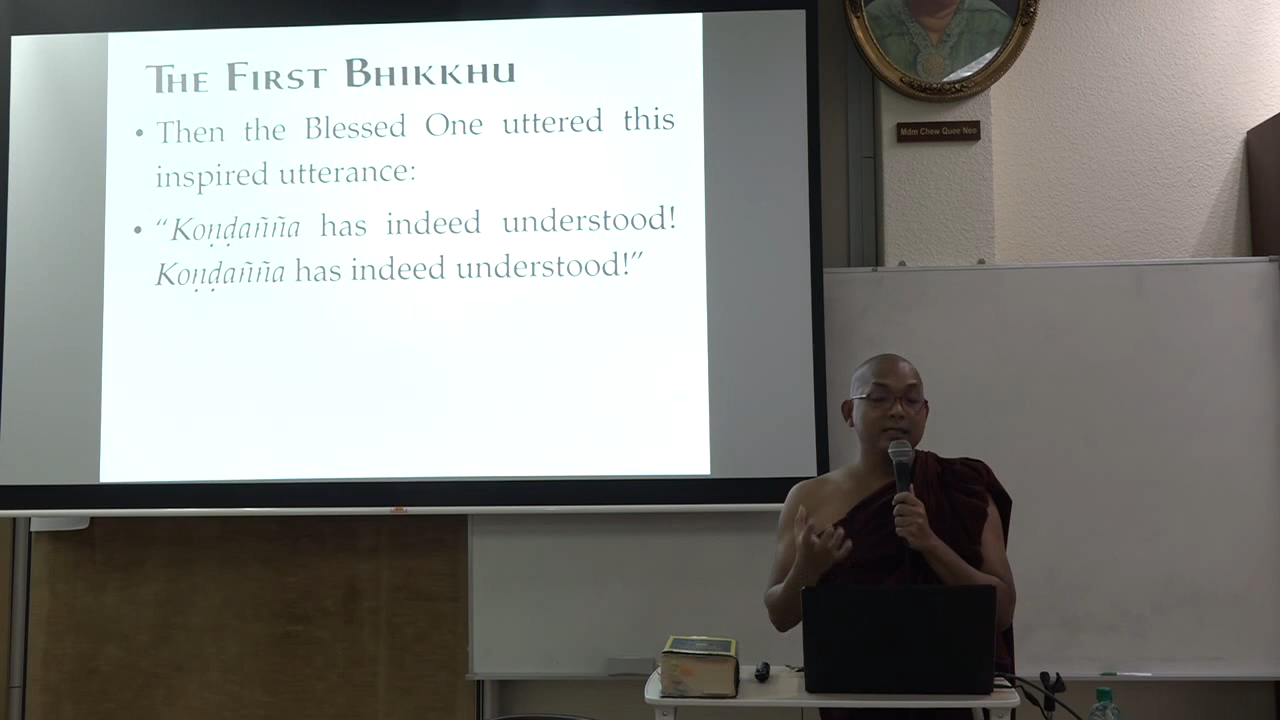 The First Bhikkhu
• Then the Blessed One uttered this
inspired utterance:
• “Koṇḍañña has indeed understood!
Koṇḍañña has indeed understood!”
Mdm Chew Quee Neo